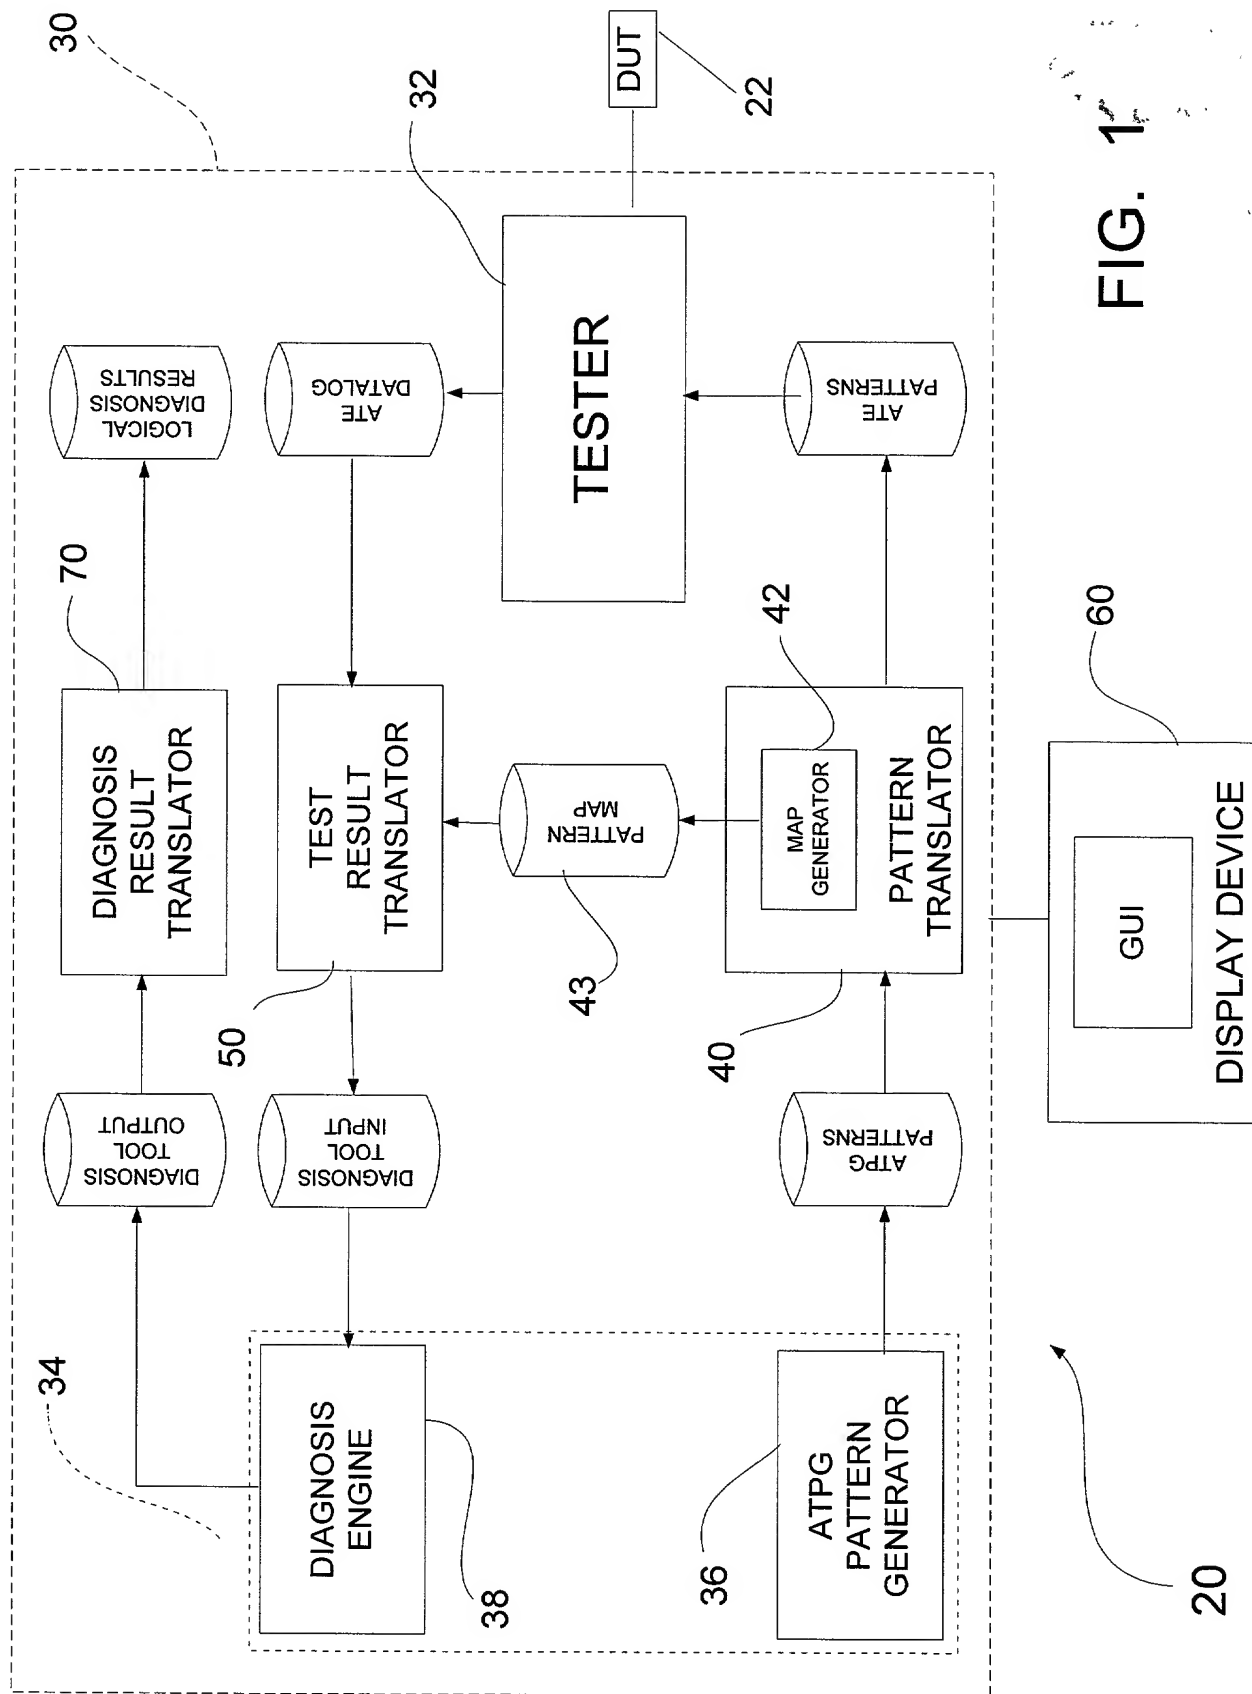 30
34
DIAGNOSIS
TOOL
OUTPUT
70
DIAGNOSIS
RESULT
TRANSLATOR
LOGICAL
DIAGNOSIS
RESULTS
DIAGNOSIS
ENGINE
38
DIAGNOSIS
TOOL
INPUT
50
TEST
RESULT
TRANSLATOR
ATE
DATALOG
32
TESTER
DUT
22
43
PATTERN
MAP
36
ATPG
PATTERN
GENERATOR
ATPG
PATTERNS
40
42
MAP
GENERATOR
PATTERN
TRANSLATOR
ATE
PATTERNS
20
GUI
DISPLAY DEVICE
60
FIG. 1